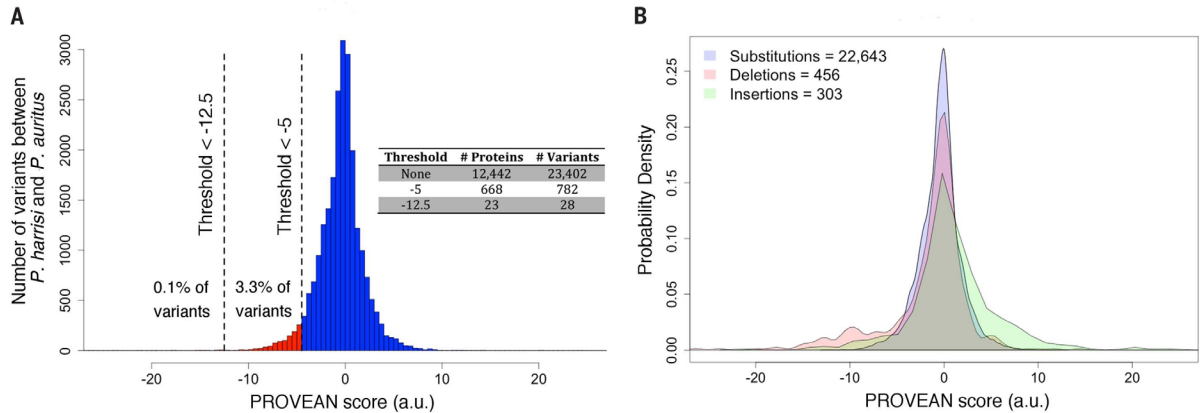 A
Number of variants between
P. harrisi and P. auritus
0
500
1000
1500
2000
2500
3000
Threshold < -12.5
Threshold < -5
0.1% of
variants
3.3% of
variants
Threshold # Proteins # Variants
None 12,442 23,402
-5 668 782
-12.5 23 28
-20 -10 0 10 20
PROVEAN score (a.u.)
B
Substitutions = 22,643
Deletions = 456
Insertions = 303
Probability Density
0.00
0.05
0.10
0.15
0.20
0.25
-20 -10 0 10 20
PROVEAN score (a.u.)